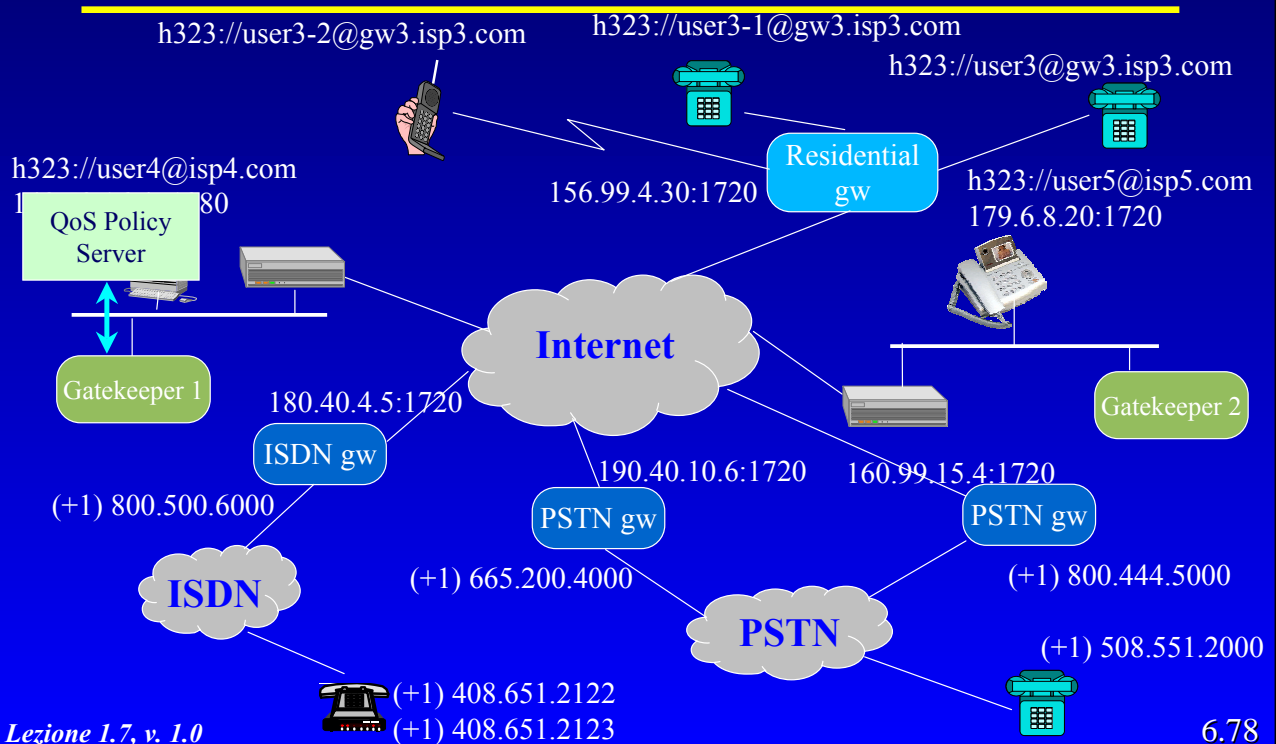 h323://user3-2@gw3.isp3.com
h323://user3-1@gw3.isp3.com
h323://user3@gw3.isp3.com
h323://user4@isp4.com
80
QoS Policy
Server
156.99.4.30:1720
Residential
gw
h323://user5@isp5.com
179.6.8.20:1720
Internet
Gatekeeper 1
180.40.4.5:1720
Gatekeeper 2
ISDN gw
190.40.10.6:1720
160.99.15.4:1720
(+1) 800.500.6000
PSTN gw
PSTN gw
(+1) 665.200.4000
(+1) 800.444.5000
ISDN
PSTN
(+1) 508.551.2000
(+1) 408.651.2122
(+1) 408.651.2123
Lezione 1.7, v. 1.0
6.78